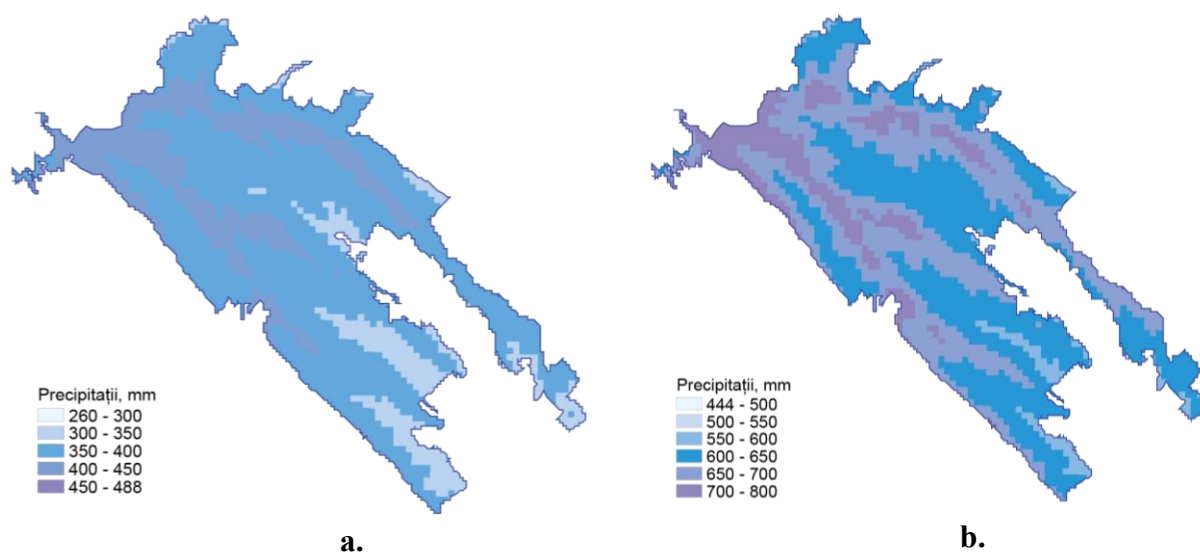 Precipitații, mm
260 - 300
300 - 350
350 - 400
400 - 450
450 - 488
a.
Precipitații, mm
444 - 500
500 - 550
550 - 600
600 - 650
650 - 700
700 - 800
b.